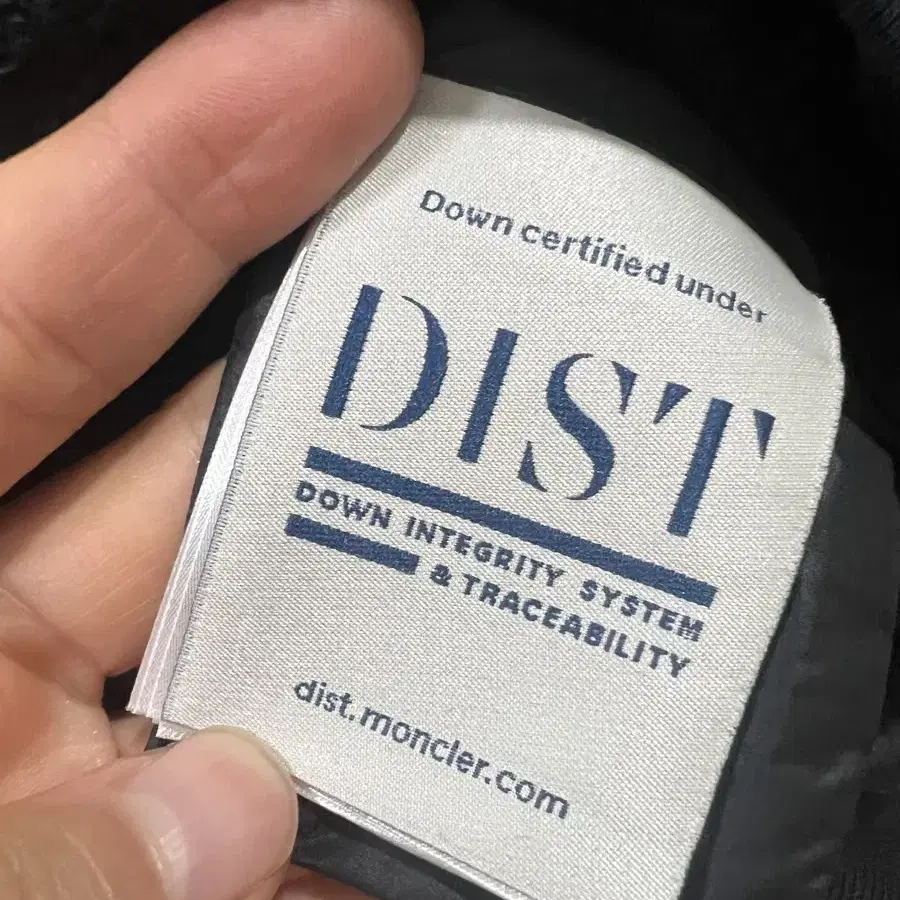 Down certified under
DIST
DOWN INTEGRITY SYSTEM
& TRACEABILITY
dist.moncler.com